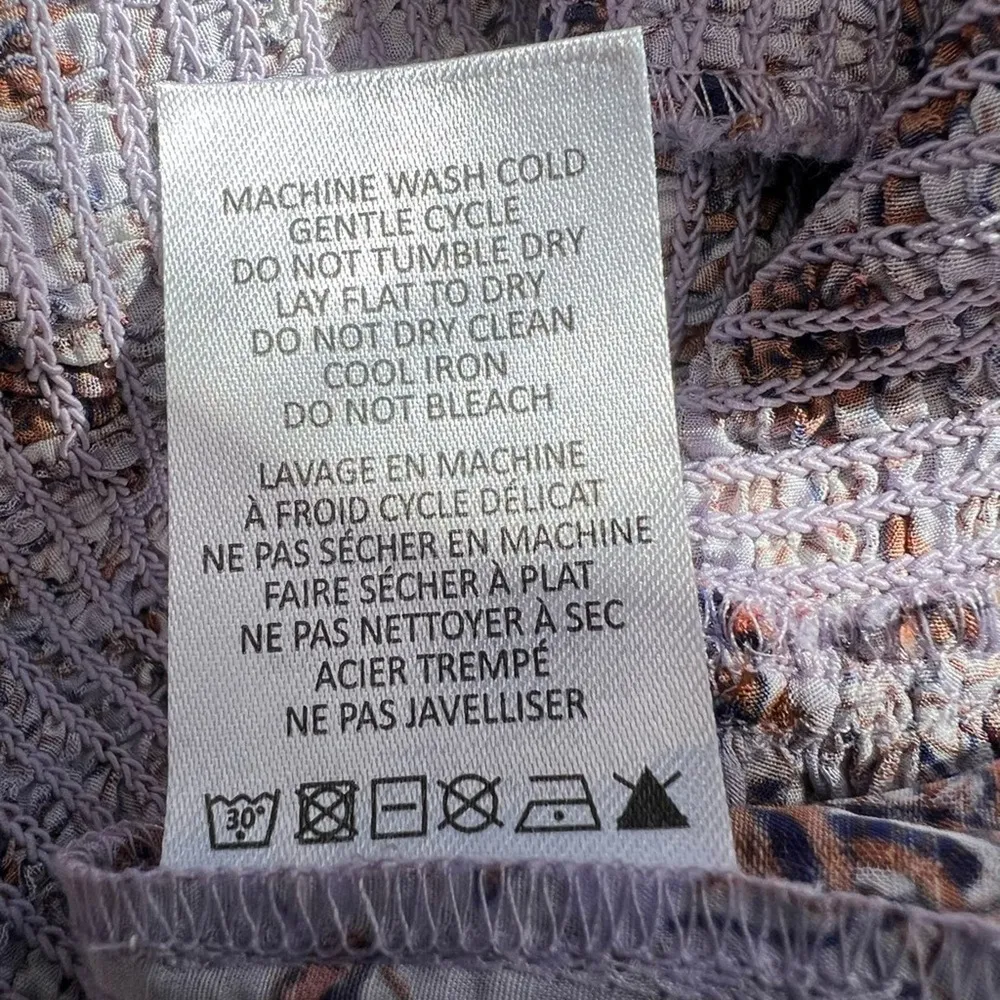 MACHINE WASH COLD
GENTLE CYCLE
DO NOT TUMBLE DRY
LAY FLAT TO DRY
DO NOT DRY CLEAN
COOL IRON
DO NOT BLEACH
LAVAGE EN MACHINE
À FROID CYCLE DÉLICAT
NE PAS SÉCHER EN MACHINE
FAIRE SÉCHER À PLAT
NE PAS NETTOYER À SEC
ACIER TREMPÉ
NE PAS JAVELLISER
30°